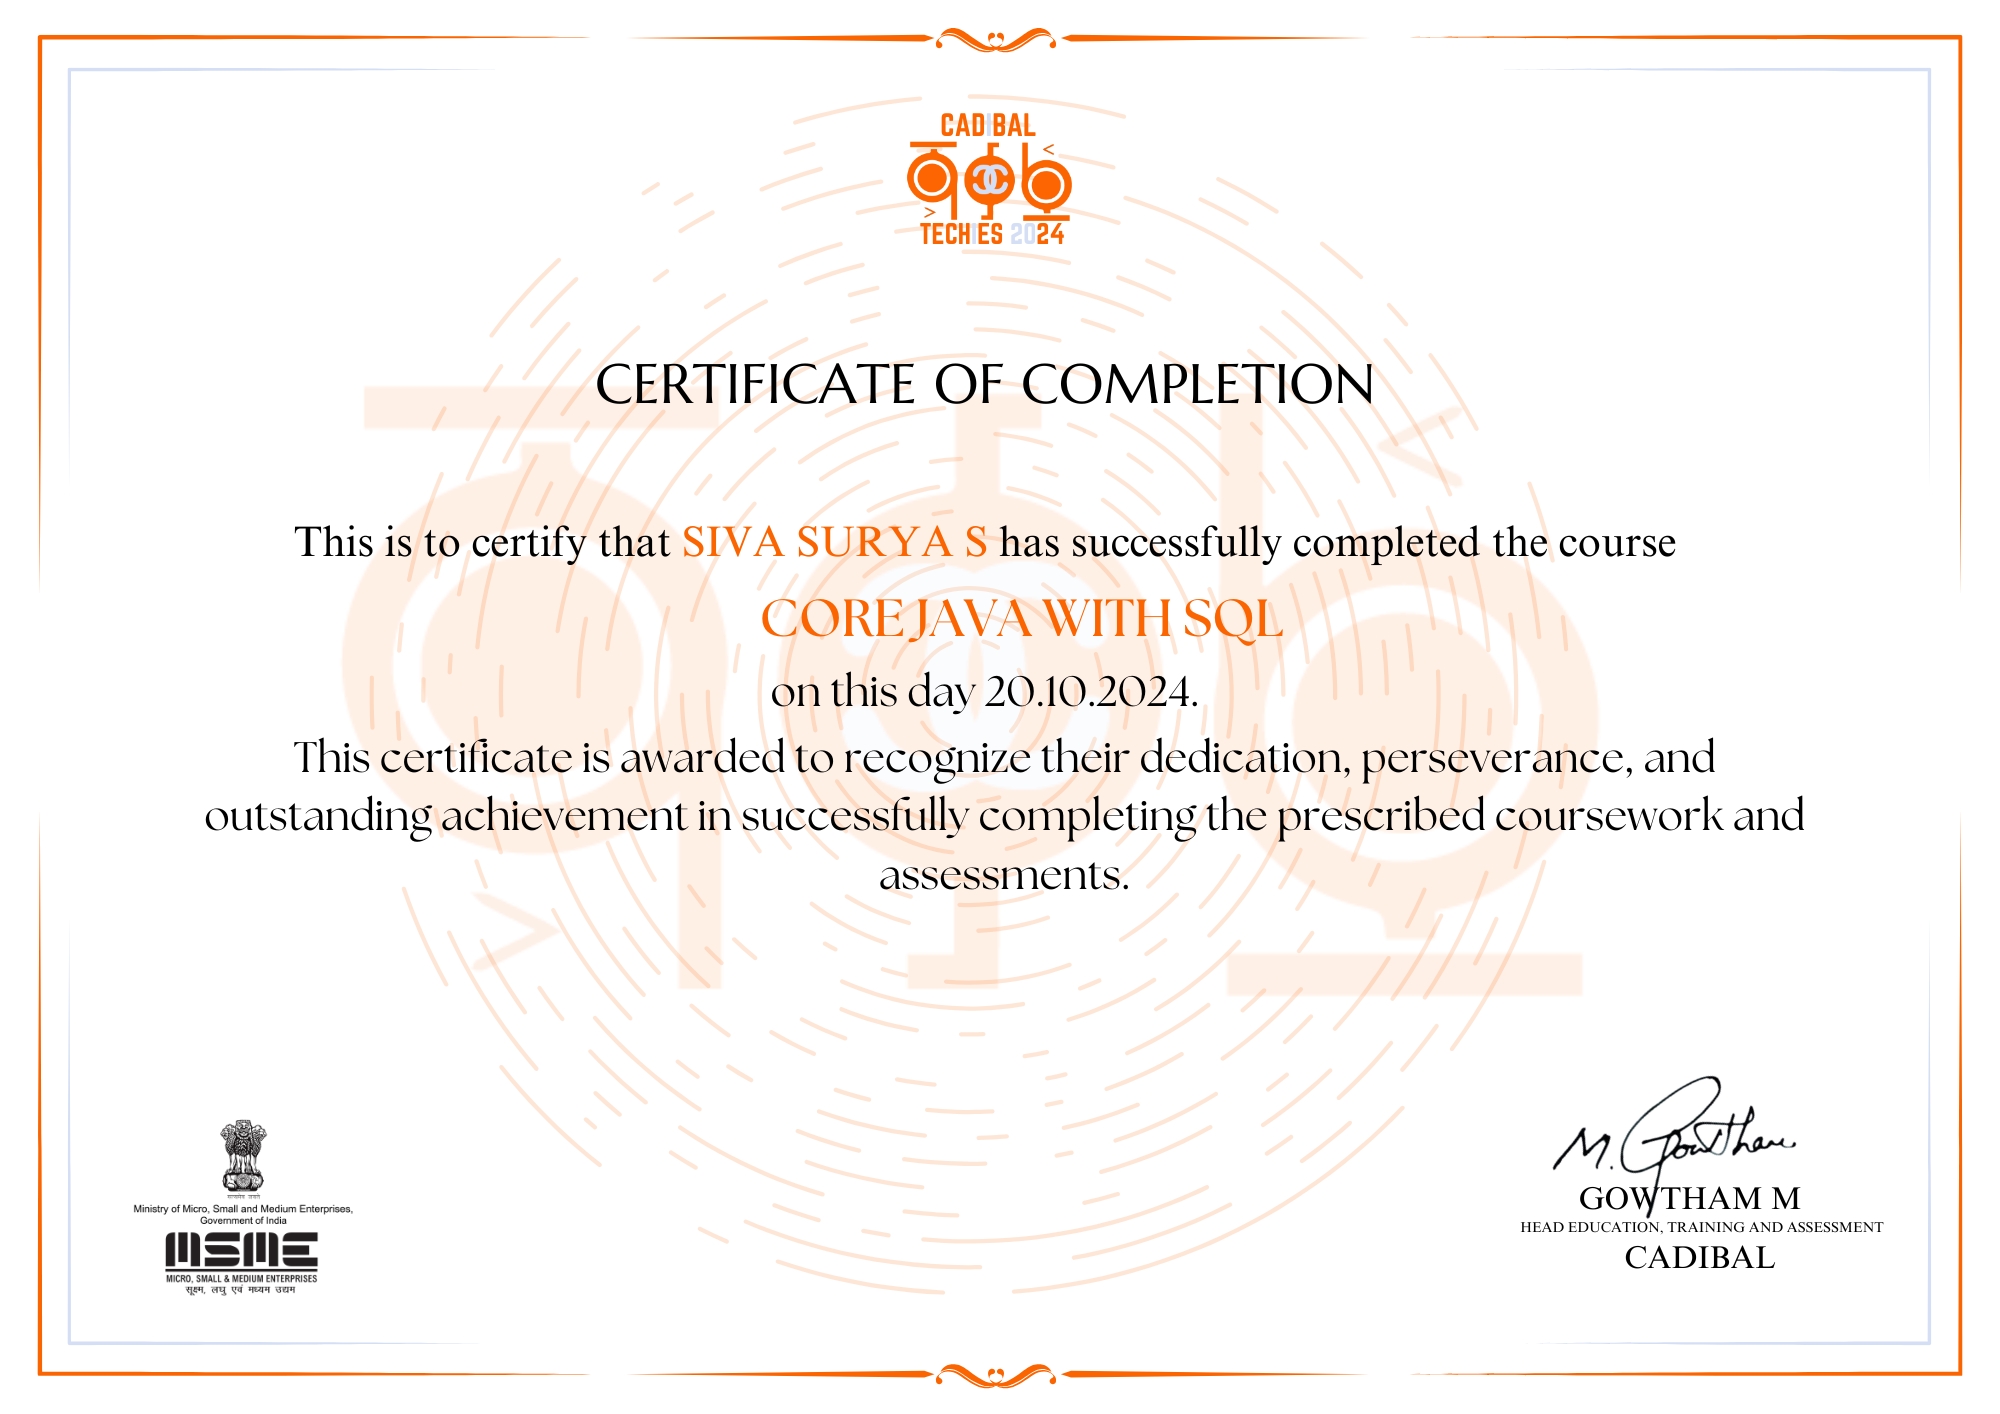 CADIBAL
TECHIES 2024
CERTIFICATE OF COMPLETION
This is to certify that SIVA SURYA S has successfully completed the course
CORE JAVA WITH SQL
on this day 20.10.2024.
This certificate is awarded to recognize their dedication, perseverance, and
outstanding achievement in successfully completing the prescribed coursework and
assessments.
सत्यमेव जयते
Ministry of Micro, Small and Medium Enterprises,
Government of India
MSME
MICRO, SMALL & MEDIUM ENTERPRISES
सूक्ष्म, लघु एवं मध्यम उद्यम
M. Gowtham
GOWTHAM M
HEAD EDUCATION, TRAINING AND ASSESSMENT
CADIBAL